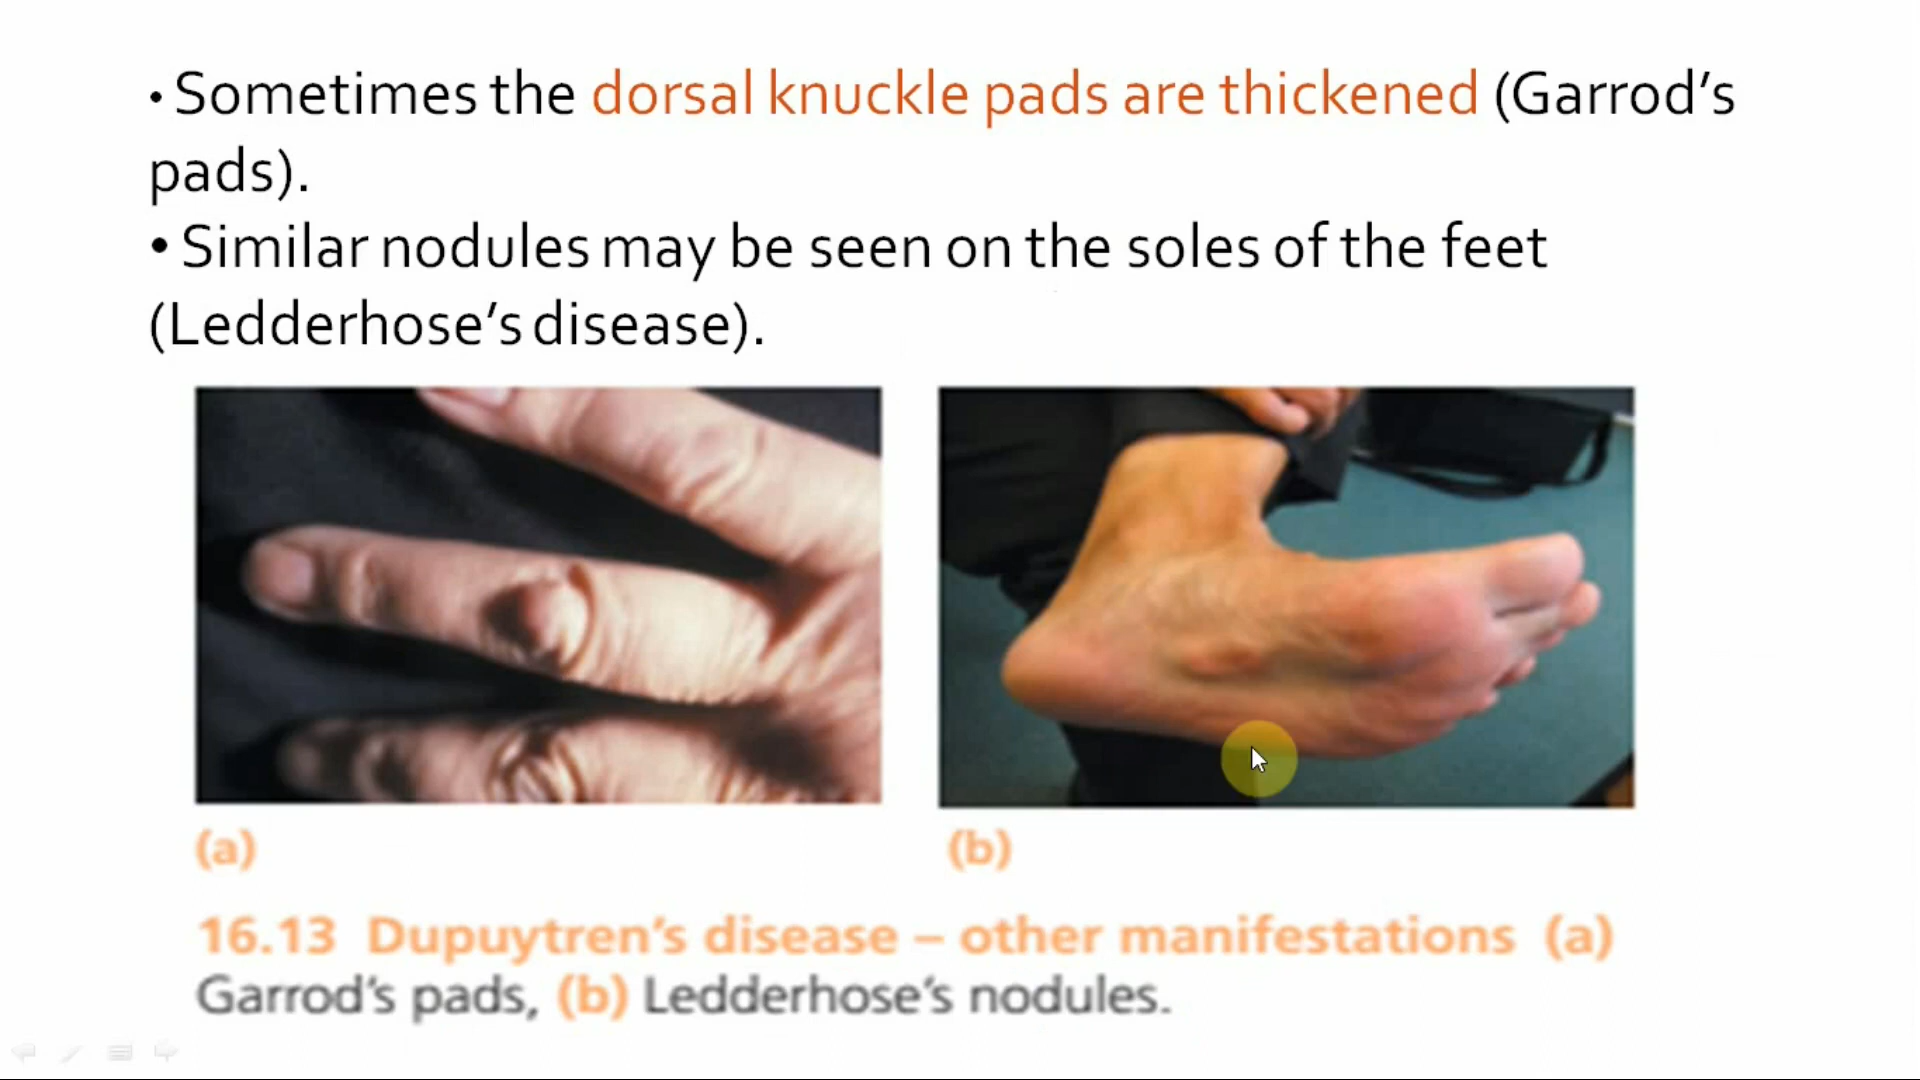 • Sometimes the dorsal knuckle pads are thickened (Garrod’s
pads).
• Similar nodules may be seen on the soles of the feet
(Ledderhose’s disease).
(a)
(b)
16.13 Dupuytren’s disease – other manifestations (a)
Garrod’s pads, (b) Ledderhose’s nodules.